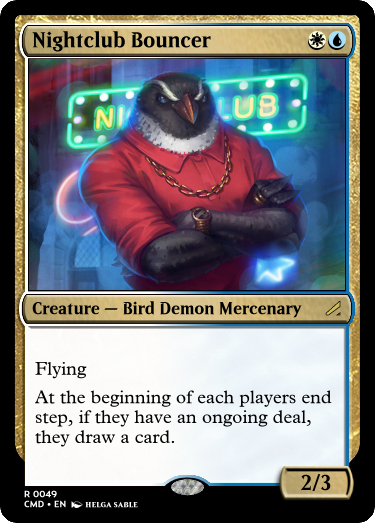 Nightclub Bouncer
NI LUB
Creature — Bird Demon Mercenary
Flying
At the beginning of each players end
step, if they have an ongoing deal,
they draw a card.
2/3
R 0049
CMD • EN HELGA SABLE